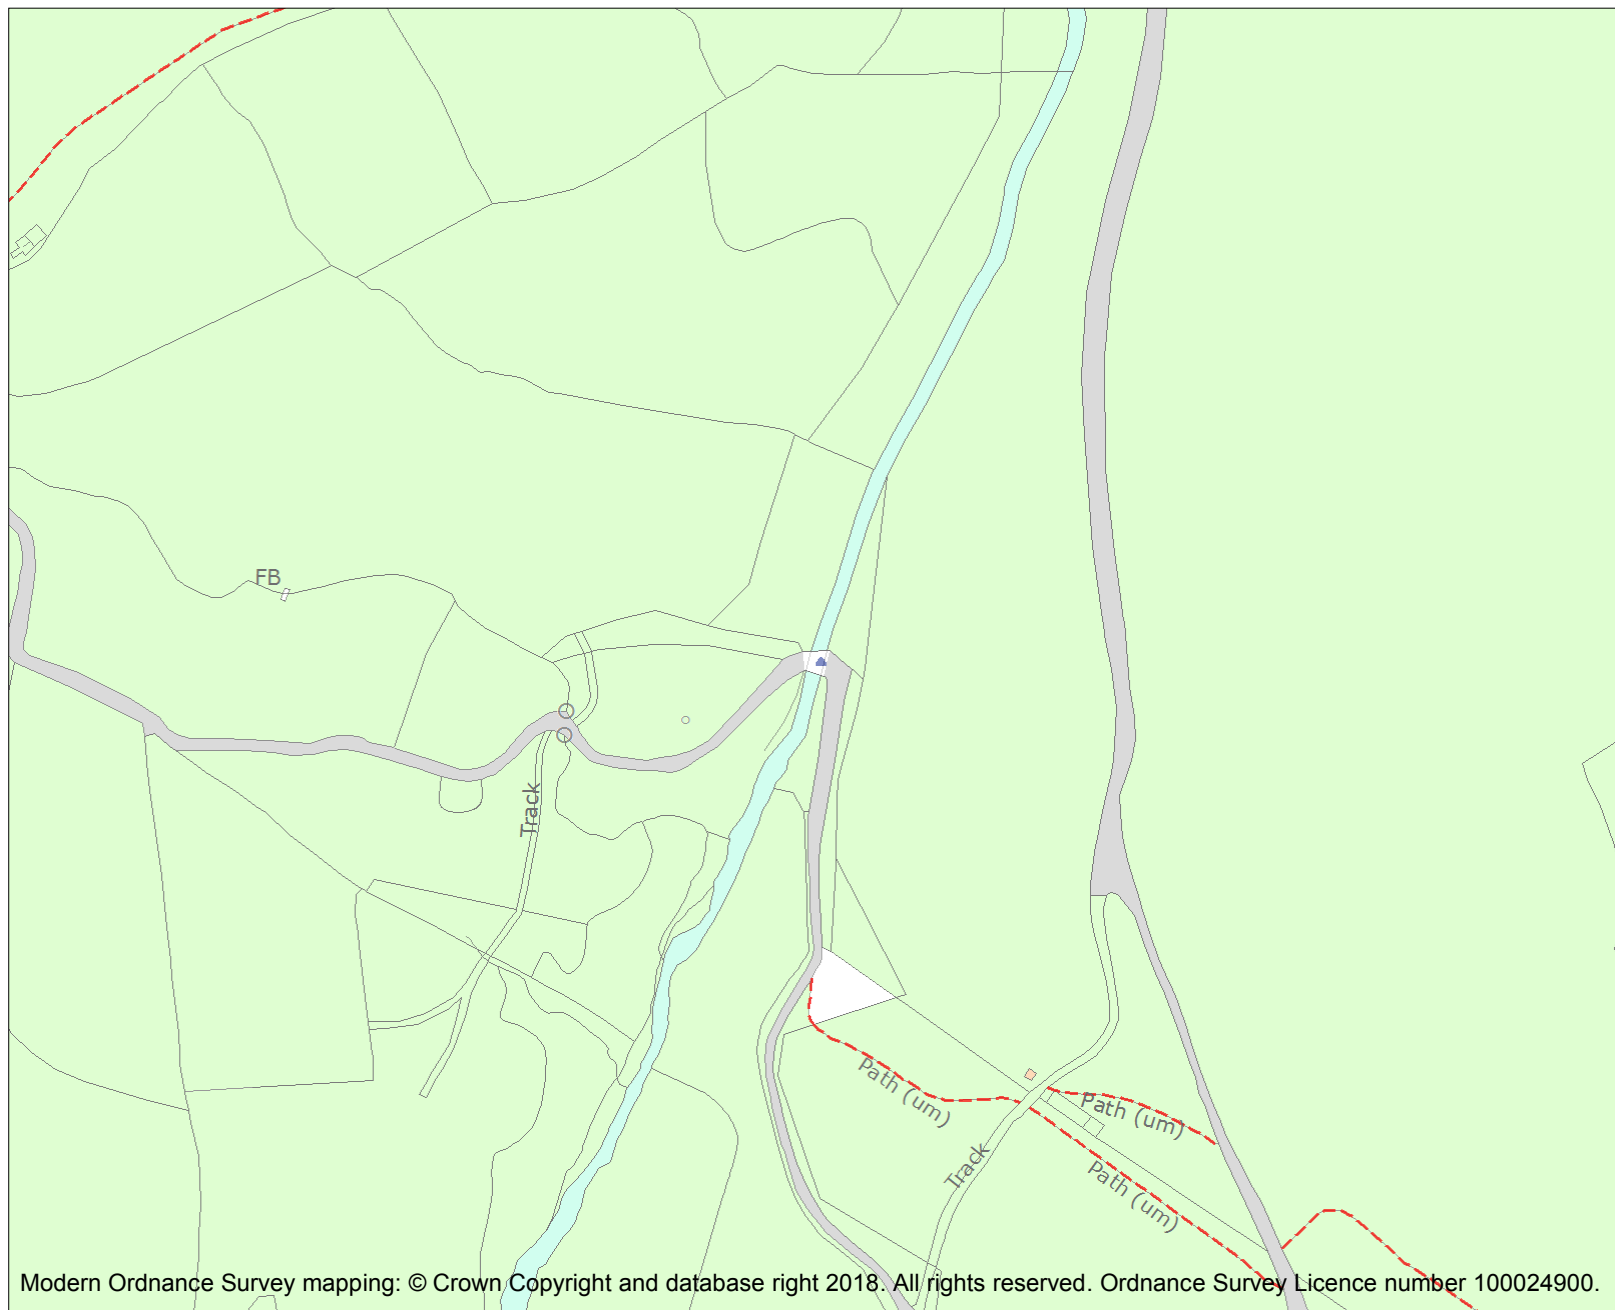 FB
Track
Path (um)
Path (um)
Track
Path (um)
Modern Ordnance Survey mapping: © Crown Copyright and database right 2018. All rights reserved. Ordnance Survey Licence number 100024900.